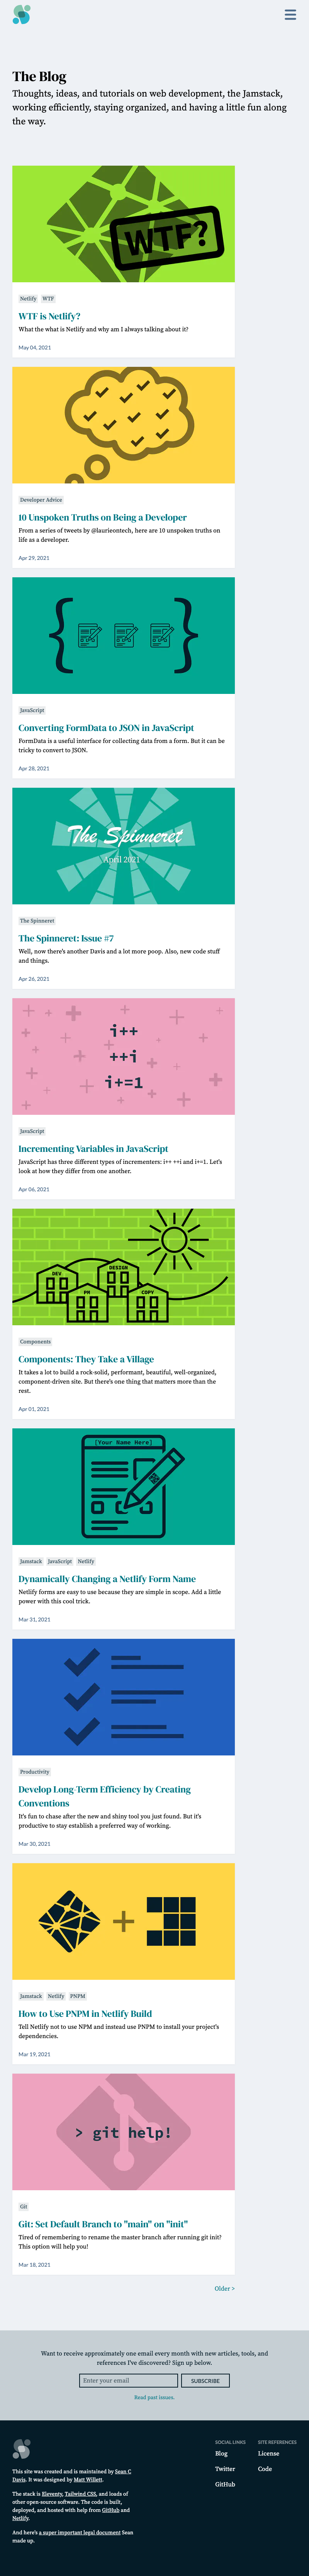 The Blog
Thoughts, ideas, and tutorials on web development, the Jamstack,
working efficiently, staying organized, and having a little fun along
the way.
WTF?
Netlify WTF
WTF is Netlify?
What the what is Netlify and why am I always talking about it?
May 04, 2021
Developer Advice
10 Unspoken Truths on Being a Developer
From a series of tweets by @laurieontech, here are 10 unspoken truths on
life as a developer.
Apr 29, 2021
{ }
JavaScript
Converting FormData to JSON in JavaScript
FormData is a useful interface for collecting data from a form. But it can be
tricky to convert to JSON.
Apr 28, 2021
The Spinneret
April 2021
The Spinneret
The Spinneret: Issue #7
Well, now there's another Davis and a lot more poop. Also, new code stuff
and things.
Apr 26, 2021
i++
++i
i+=1
JavaScript
Incrementing Variables in JavaScript
JavaScript has three different types of incrementers: i++ ++i and i+=1. Let's
look at how they differ from one another.
Apr 06, 2021
DEV
PM
DESIGN
COPY
Components
Components: They Take a Village
It takes a lot to build a rock-solid, performant, beautiful, well-organized,
component-driven site. But there's one thing that matters more than the
rest.
Apr 01, 2021
[Your Name Here]
Jamstack JavaScript Netlify
Dynamically Changing a Netlify Form Name
Netlify forms are easy to use because they are simple in scope. Add a little
power with this cool trick.
Mar 31, 2021
Productivity
Develop Long-Term Efficiency by Creating
Conventions
It's fun to chase after the new and shiny tool you just found. But it's
productive to stay establish a preferred way of working.
Mar 30, 2021
+
Jamstack Netlify PNPM
How to Use PNPM in Netlify Build
Tell Netlify not to use NPM and instead use PNPM to install your project's
dependencies.
Mar 19, 2021
> git help!
Git
Git: Set Default Branch to "main" on "init"
Tired of remembering to rename the master branch after running git init?
This option will help you!
Mar 18, 2021
Older >
Want to receive approximately one email every month with new articles, tools, and
references I've discovered? Sign up below.
Enter your email
SUBSCRIBE
Read past issues.
This site was created and maintained by Sean C
Davis. It was designed by Matt Willett.
The stack is Eleventy, Tailwind CSS, and loads of
other open-source software. The code is built,
deployed, and hosted with help from GitHub and
Netlify.
And here's a super important legal document Sean
made up.
SOCIAL LINKS
Blog
Twitter
GitHub
SITE REFERENCES
License
Code